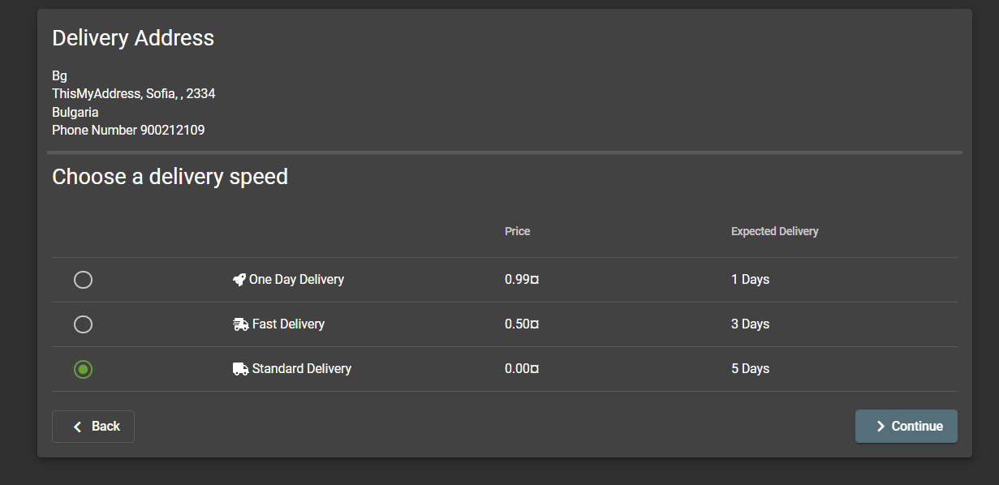 Delivery Address
Bg
ThisMyAddress, Sofia, , 2334
Bulgaria
Phone Number 900212109
Choose a delivery speed
Price Expected Delivery
One Day Delivery 0.99¤ 1 Days
Fast Delivery 0.50¤ 3 Days
Standard Delivery 0.00¤ 5 Days
Back Continue